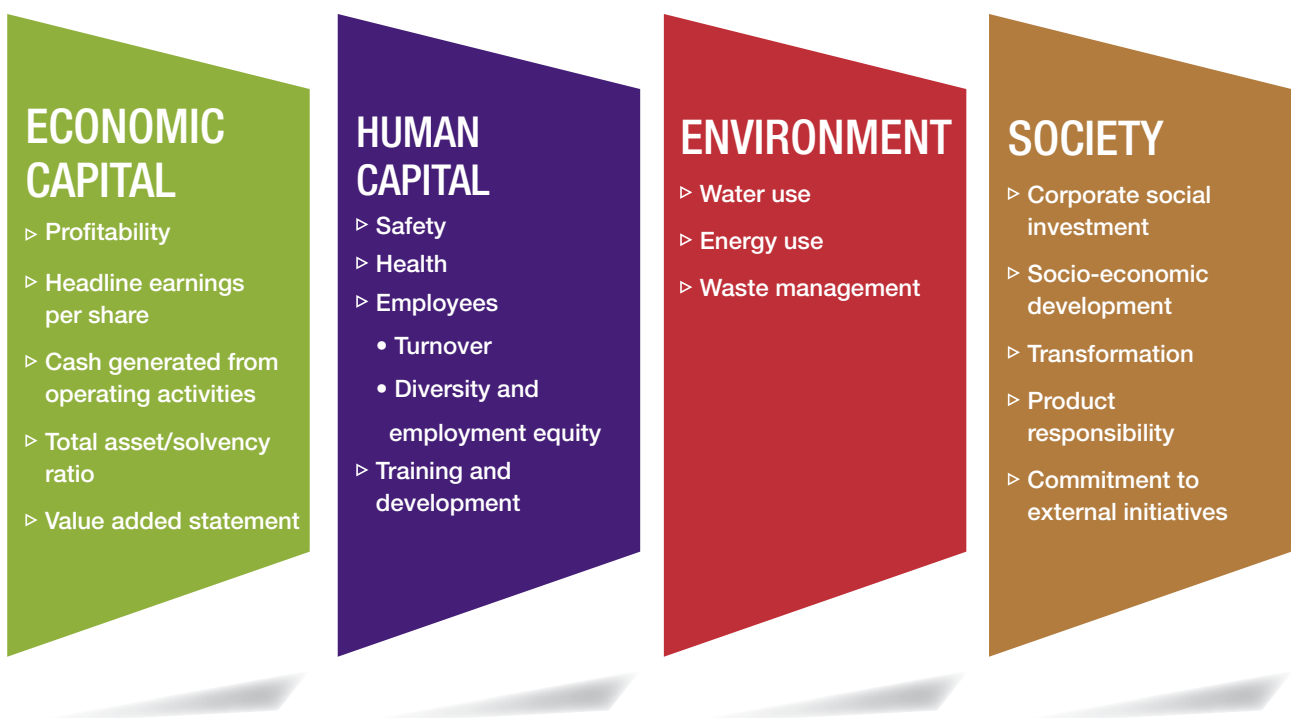 ECONOMIC
CAPITAL
▷ Profitability
▷ Headline earnings
per share
▷ Cash generated from
operating activities
▷ Total asset/solvency
ratio
▷ Value added statement
HUMAN
CAPITAL
▷ Safety
▷ Health
▷ Employees
• Turnover
• Diversity and
employment equity
▷ Training and
development
ENVIRONMENT
▷ Water use
▷ Energy use
▷ Waste management
SOCIETY
▷ Corporate social
investment
▷ Socio-economic
development
▷ Transformation
▷ Product
responsibility
▷ Commitment to
external initiatives